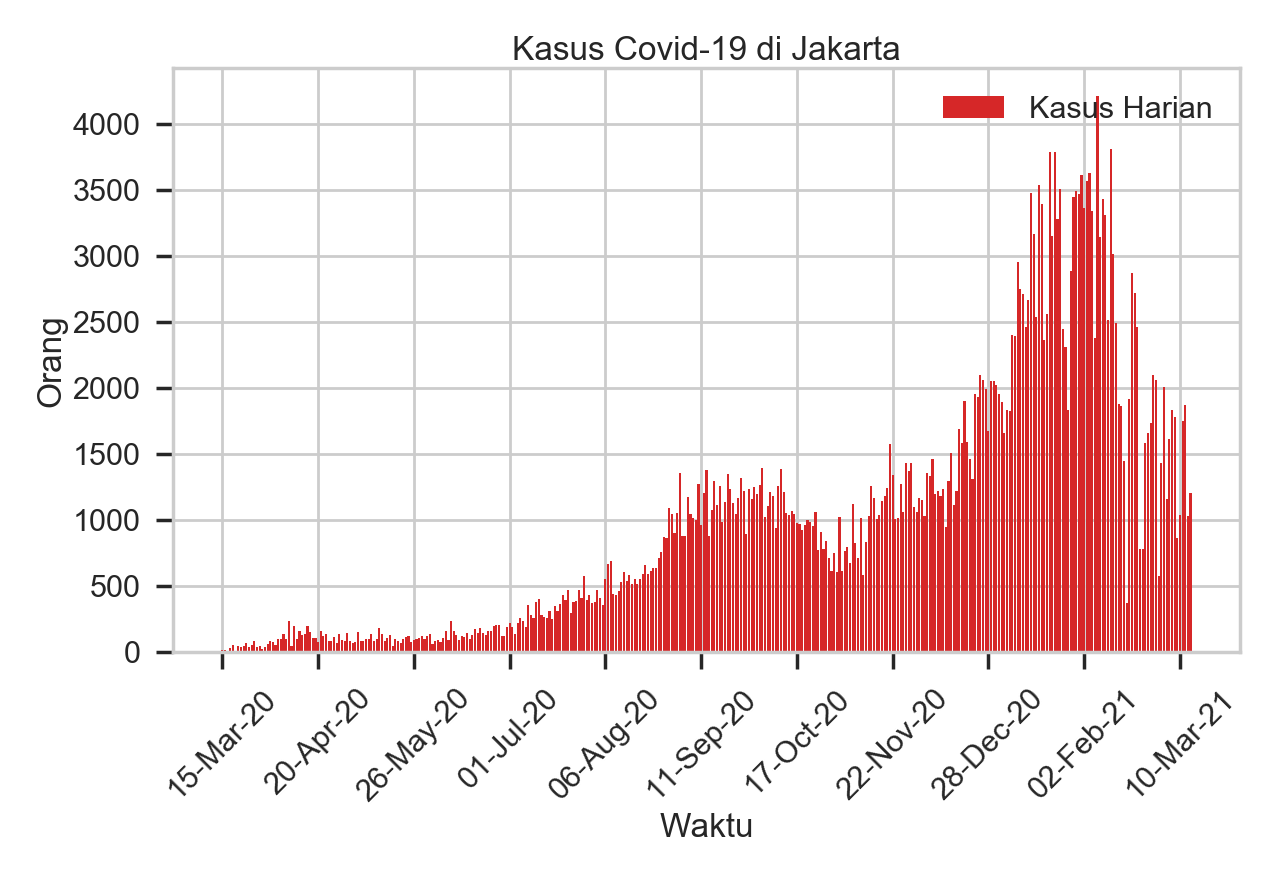 Kasus Covid-19 di Jakarta
Kasus Harian
Orang
4000
3500
3000
2500
2000
1500
1000
500
0
15-Mar-20
20-Apr-20
26-May-20
01-Jul-20
06-Aug-20
11-Sep-20
17-Oct-20
22-Nov-20
28-Dec-20
02-Feb-21
10-Mar-21
Waktu